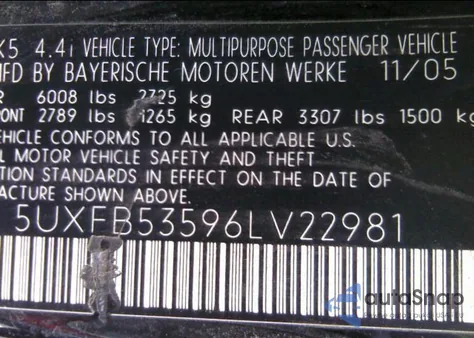 X5 4.4i VEHICLE TYPE: MULTIPURPOSE PASSENGER VEHICLE
MFD BY BAYERISCHE MOTOREN WERKE 11/05
R 6008 lbs 2725 kg
ONT 2789 lbs 1265 kg REAR 3307 lbs 1500 kg
EHICLE CONFORMS TO ALL APPLICABLE U.S.
L MOTOR VEHICLE SAFETY AND THEFT
TION STANDARDS IN EFFECT ON THE DATE OF
FACTURE SHOWN ABOVE.
5UXFB53596LV22981
autoSnap